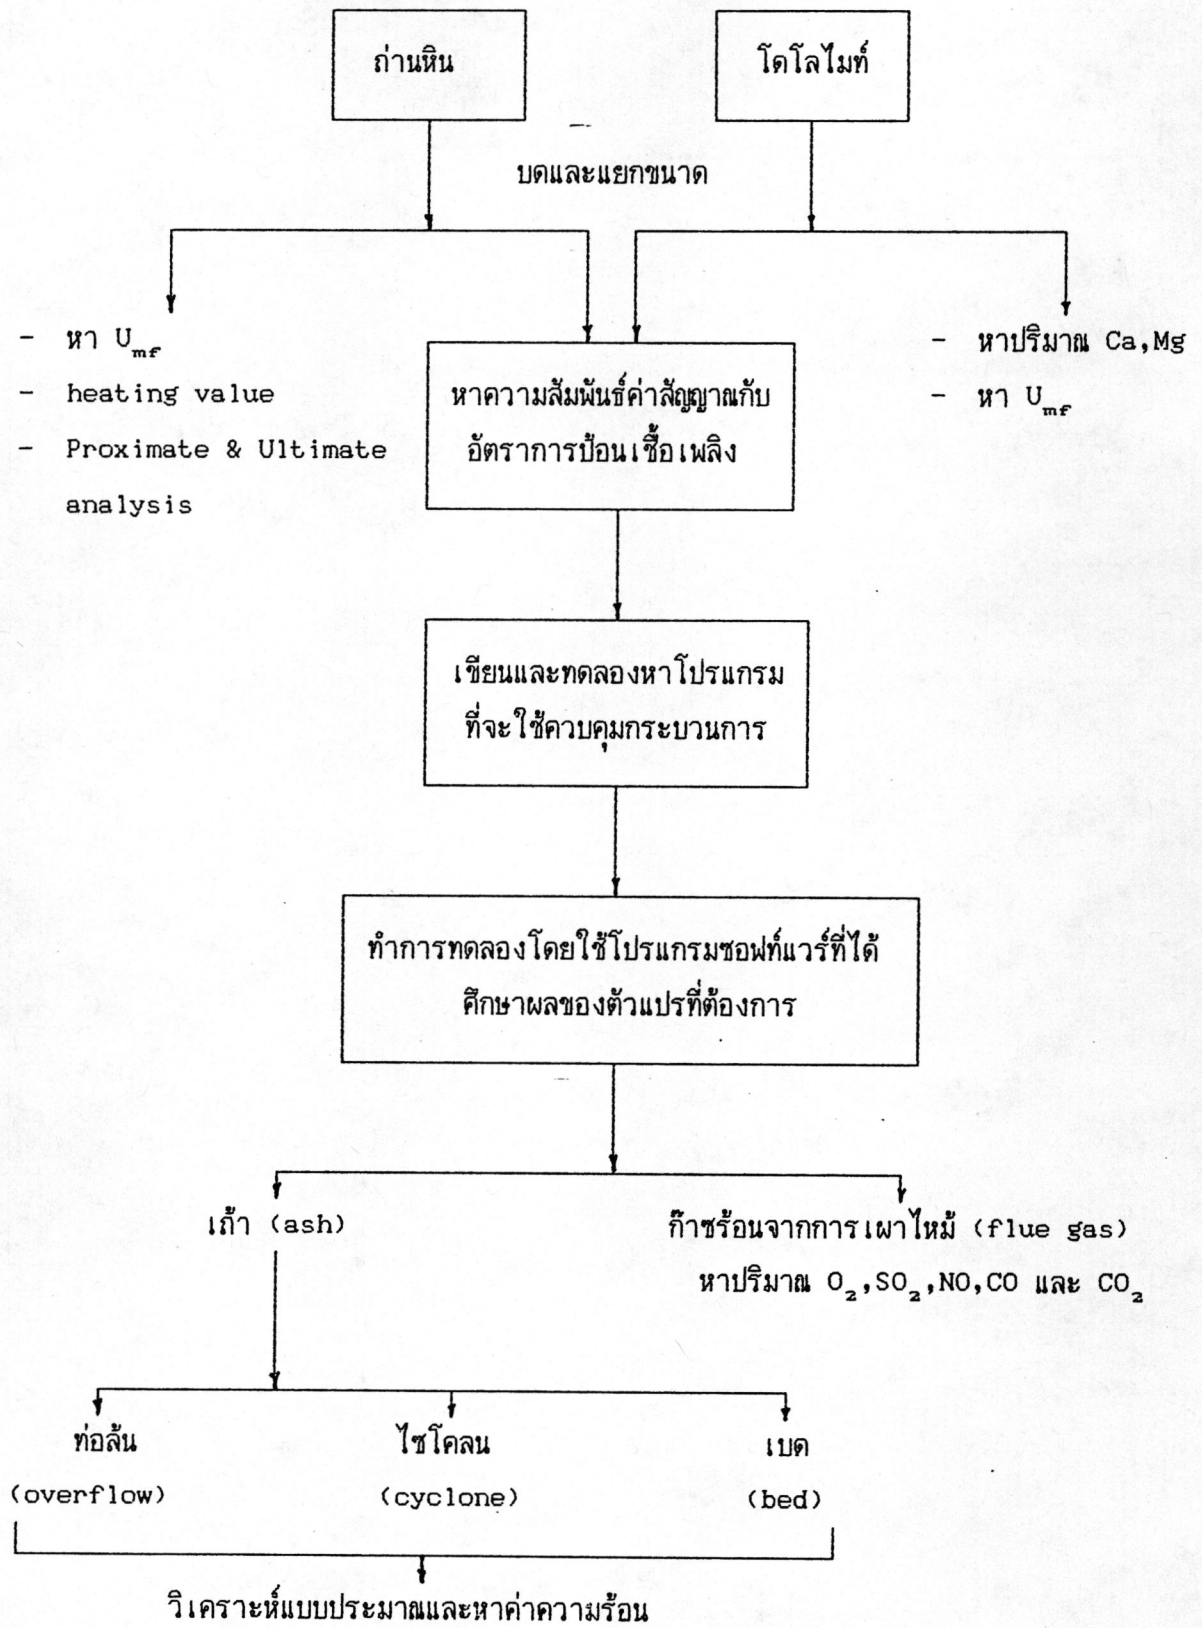 ถ่านหิน
โดโลไมท์
บดและแยกขนาด
- หา U_mf
- heating value
- Proximate & Ultimate
analysis
หาความสัมพันธ์ค่าสัญญาณกับ
อัตราการป้อนเชื้อเพลิง
- หาปริมาณ Ca,Mg
- หา U_mf
เขียนและทดลองหาโปรแกรม
ที่จะใช้ควบคุมกระบวนการ
ทำการทดลองโดยใช้โปรแกรมซอฟท์แวร์ที่ได้
ศึกษาผลของตัวแปรที่ต้องการ
เถ้า (ash)
ก๊าซร้อนจากการเผาไหม้ (flue gas)
หาปริมาณ O₂,SO₂,NO,CO และ CO₂
ท่อล้น
(overflow)
ไซโคลน
(cyclone)
เบด
(bed)
วิเคราะห์แบบประมาณและหาค่าความร้อน